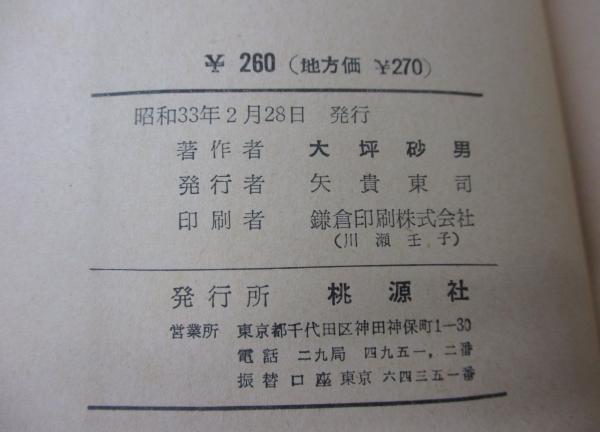 ¥ 260（地方価 ¥270）
昭和33年2月28日 発行
著作者 大坪砂男
発行者 矢貴東司
印刷者 鎌倉印刷株式会社
（川瀬壬子）
発行所 桃源社
営業所 東京都千代田区神田神保町1—30
電話 二九局 四九五一，二番
振替口座 東京 六四三五一番